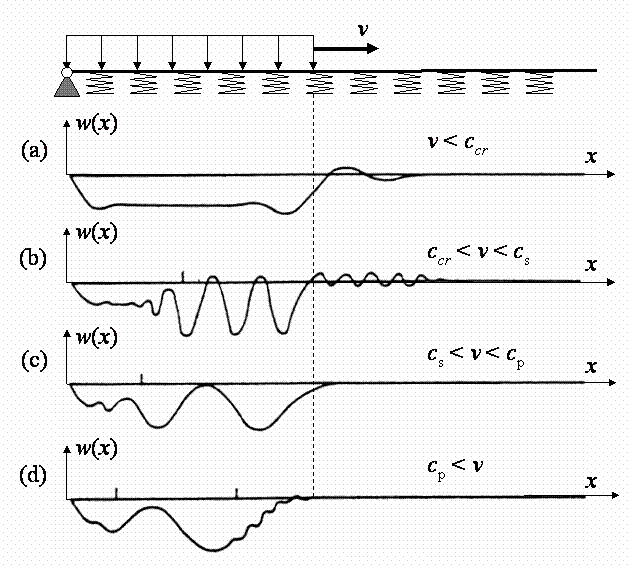 v
(a) w(x) v < c_cr x
(b) w(x) c_cr < v < c_s x
(c) w(x) c_s < v < c_p x
(d) w(x) c_p < v x